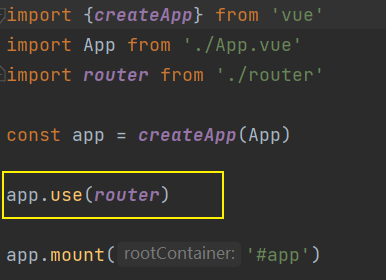 import {createApp} from 'vue'
import App from './App.vue'
import router from './router'
const app = createApp(App)
app.use(router)
app.mount( rootContainer: '#app')